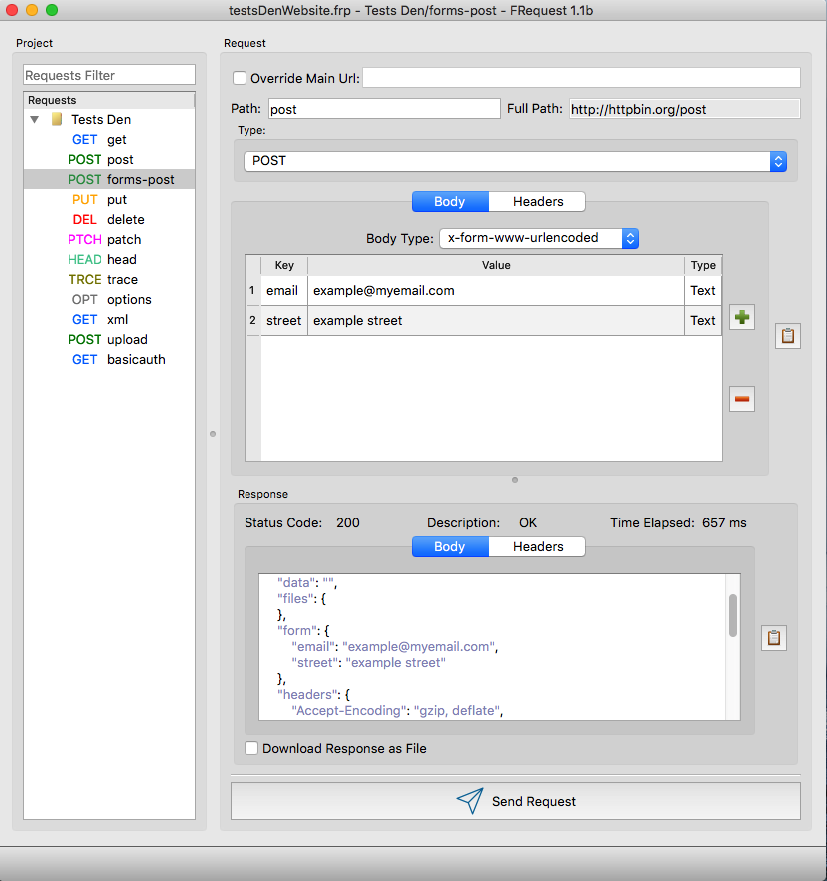 testsDenWebsite.frp - Tests Den/forms-post - FRequest 1.1b
Project
Requests Filter
Requests
Tests Den
GET get
POST post
POST forms-post
PUT put
DEL delete
PTCH patch
HEAD head
TRCE trace
OPT options
GET xml
POST upload
GET basicauth
Request
Override Main Url:
Path: post Full Path: http://httpbin.org/post
Type:
POST
Body Headers
Body Type: x-form-www-urlencoded
Key Value Type
1 email example@myemail.com Text
2 street example street Text
Response
Status Code: 200 Description: OK Time Elapsed: 657 ms
Body Headers
"data": "",
"files": {
},
"form": {
"email": "example@myemail.com",
"street": "example street"
},
"headers": {
"Accept-Encoding": "gzip, deflate",
Download Response as File
Send Request